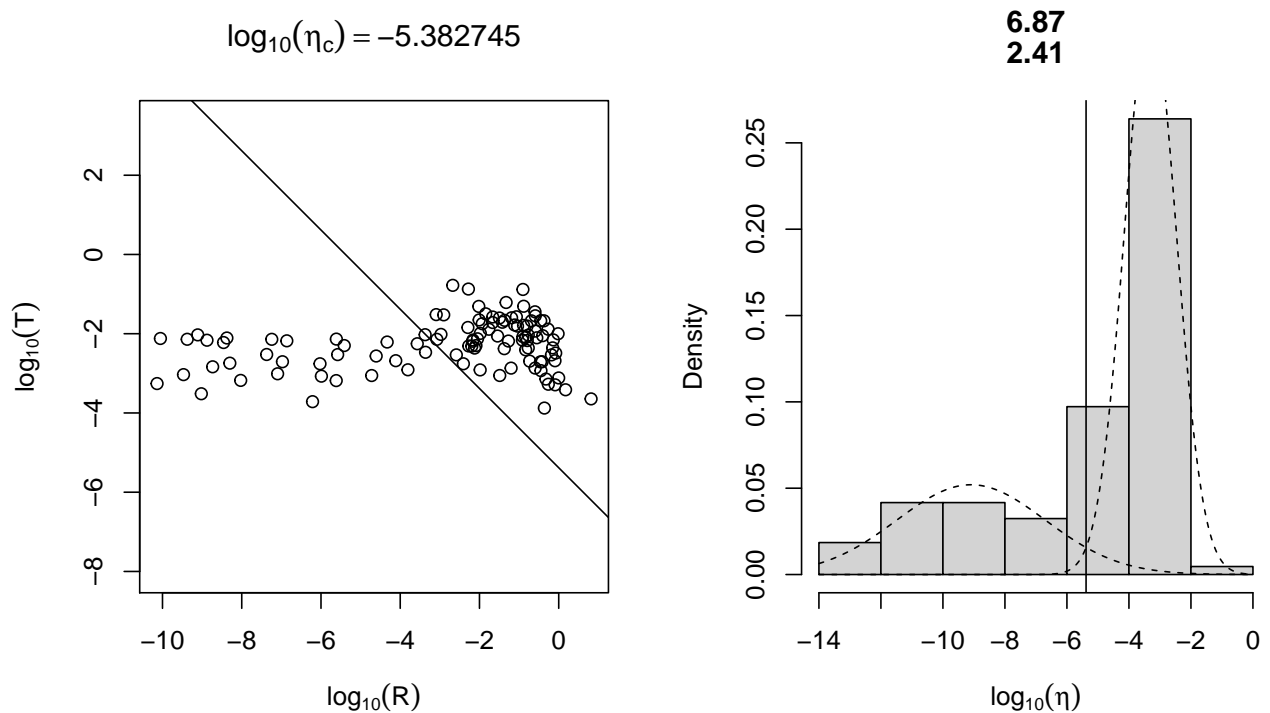 log₁₀(η_c) = −5.382745
log₁₀(T)
2
0
−2
−4
−6
−8
−10 −8 −6 −4 −2 0
log₁₀(R)
6.87
2.41
Density
0.25
0.20
0.15
0.10
0.05
0.00
−14 −10 −8 −6 −4 −2 0
log₁₀(η)